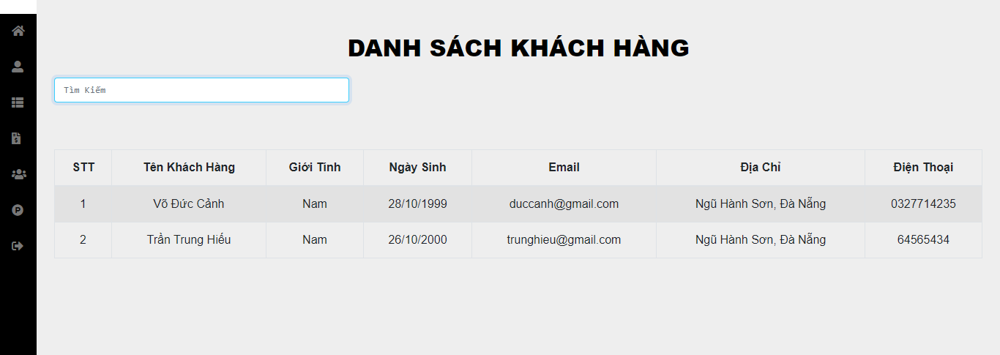 DANH SÁCH KHÁCH HÀNG
Tìm Kiếm
STT Tên Khách Hàng Giới Tính Ngày Sinh Email Địa Chỉ Điện Thoại
1 Võ Đức Cảnh Nam 28/10/1999 duccanh@gmail.com Ngũ Hành Sơn, Đà Nẵng 0327714235
2 Trần Trung Hiếu Nam 26/10/2000 trunghieu@gmail.com Ngũ Hành Sơn, Đà Nẵng 64565434